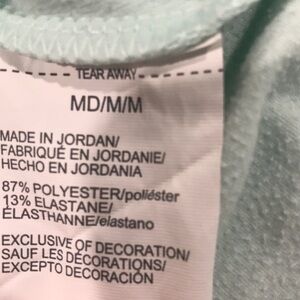 TEAR AWAY
MD/M/M
MADE IN JORDAN/
FABRIQUÉ EN JORDANIE/
HECHO EN JORDANIA
87% POLYESTER/poliéster
13% ELASTANE/
ÉLASTHANNE/elastano
EXCLUSIVE OF DECORATION/
SAUF LES DÉCORATIONS/
EXCEPTO DECORACIÓN